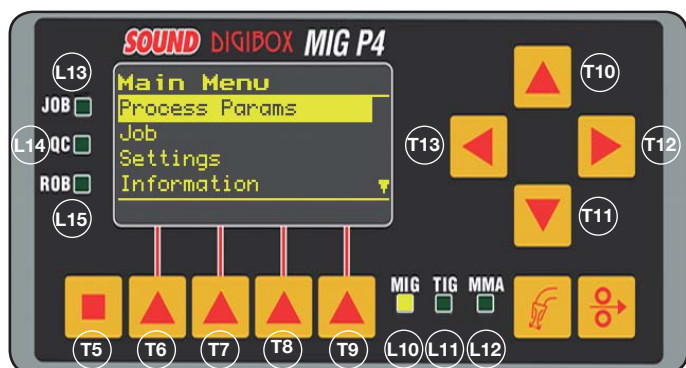 SOUND DIGIBOX MIG P4
L13
JOB
L14
QC
ROB
L15
Main Menu
Process Params
Job
Settings
Information
T10
T13
T12
T11
MIG TIG MMA
T5
T6
T7
T8
T9
L10
L11
L12